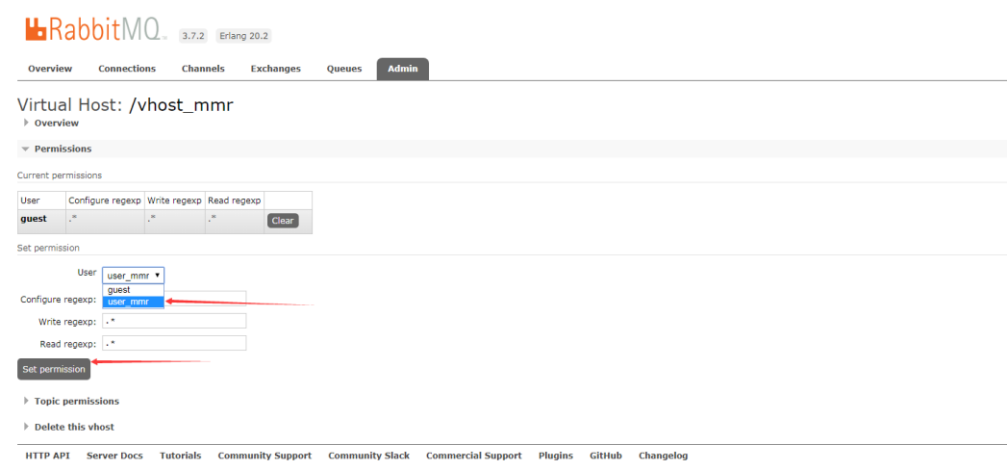 RabbitMQ 3.7.2 Erlang 20.2
Overview Connections Channels Exchanges Queues Admin
Virtual Host: /vhost_mmr
Overview
Permissions
Current permissions
User Configure regexp Write regexp Read regexp
guest .* .* .* Clear
Set permission
User user_mmr
guest
Configure regexp: user_mmr
Write regexp: .*
Read regexp: .*
Set permission
Topic permissions
Delete this vhost
HTTP API Server Docs Tutorials Community Support Community Slack Commercial Support Plugins GitHub Changelog